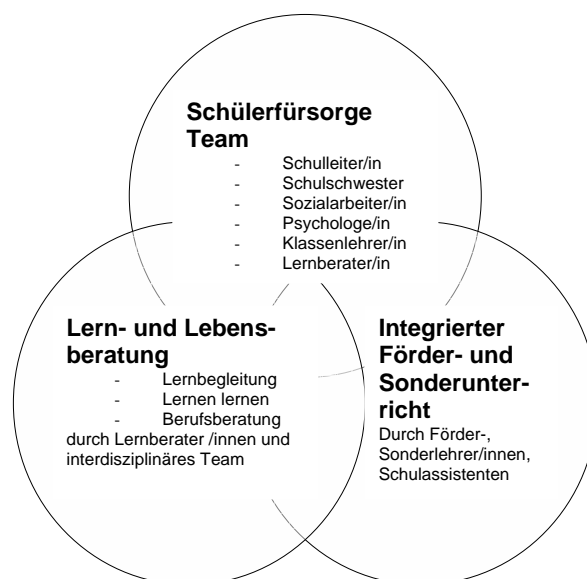 Schülerfürsorge
Team
- Schulleiter/in
- Schulschwester
- Sozialarbeiter/in
- Psychologe/in
- Klassenlehrer/in
- Lernberater/in
Lern- und Lebens-
beratung
- Lernbegleitung
- Lernen lernen
- Berufsberatung
durch Lernberater /innen und
interdisziplinäres Team
Integrierter
Förder- und
Sonderunter-
richt
Durch Förder-,
Sonderlehrer/innen,
Schulassistenten